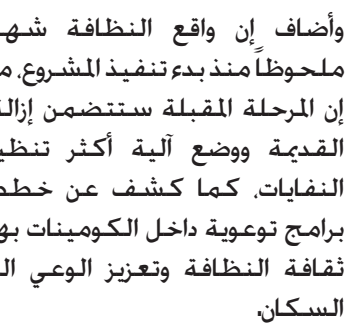 وأضاف إن واقع النظافة
ملحوظاً منذ بدء تنفيذ المشروع،
إن المرحلة المقبلة ستتضمن
القديمة ووضع آلية أكثر
النفايات، كما كشف عن
برامج توعوية داخل الكومينات
ثقافة النظافة وتعزيز الوعي
السكان.